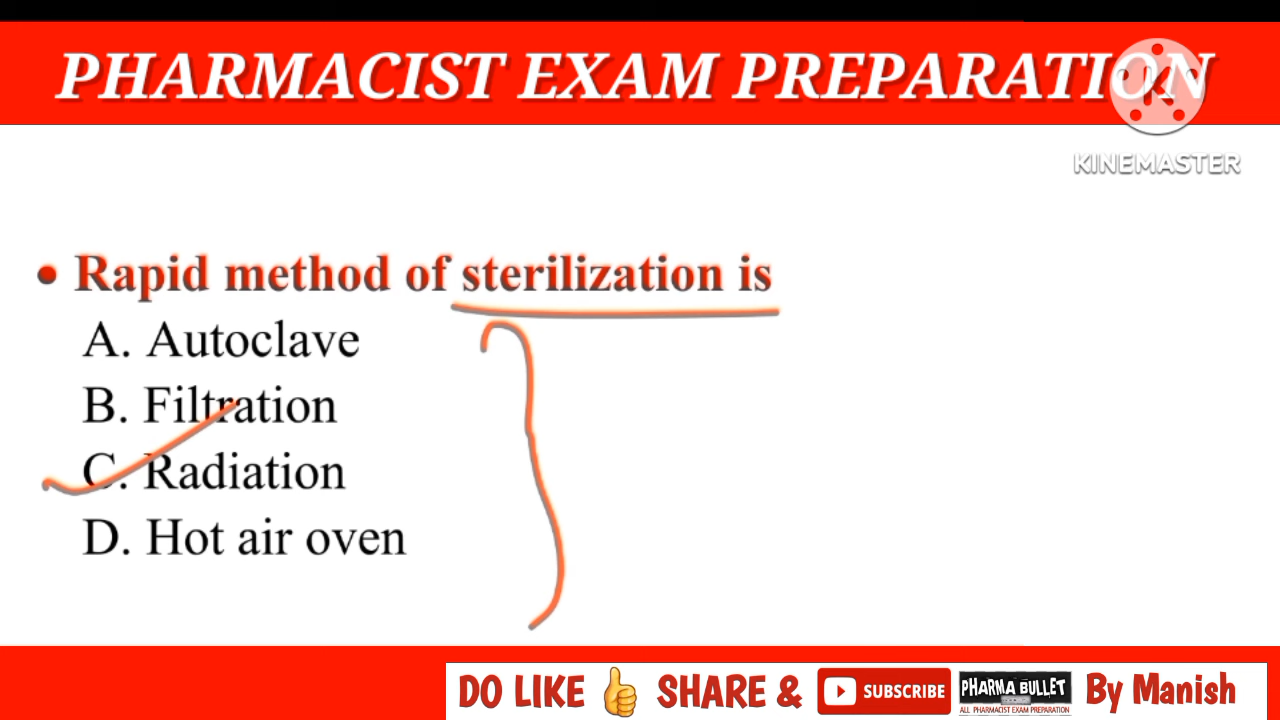 PHARMACIST EXAM PREPARATION
K
KINEMASTER
• Rapid method of sterilization is
A. Autoclave
B. Filtration
C. Radiation
D. Hot air oven
DO LIKE 👍 SHARE & SUBSCRIBE PHARMA BULLET By Manish
ALL PHARMACIST EXAM PREPARATION